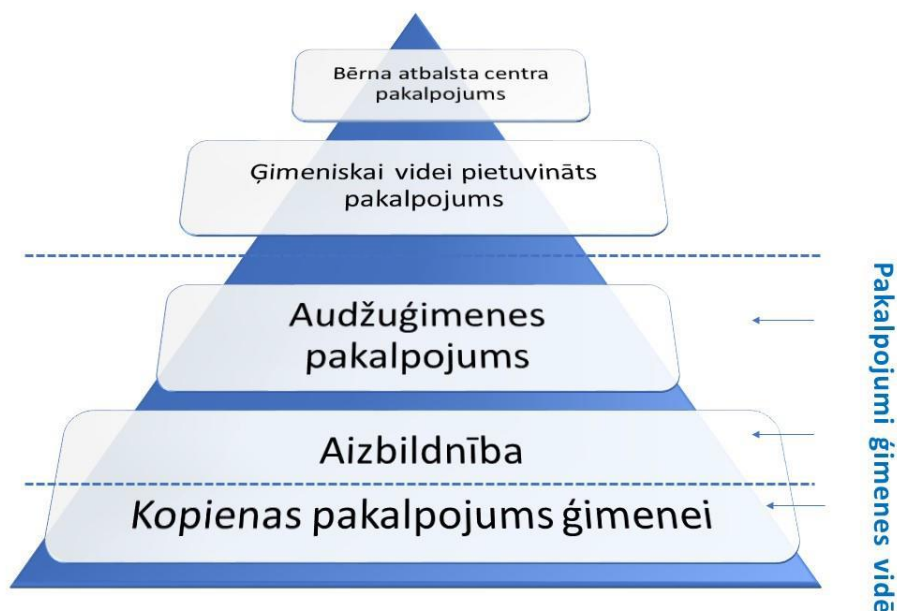 Bērna atbalsta centra
pakalpojums
Ģimeniskai videi pietuvināts
pakalpojums
Audžuģimenes
pakalpojums
Aizbildnība
Kopienas pakalpojums ģimenei
Pakalpojumi ģimenes vidē